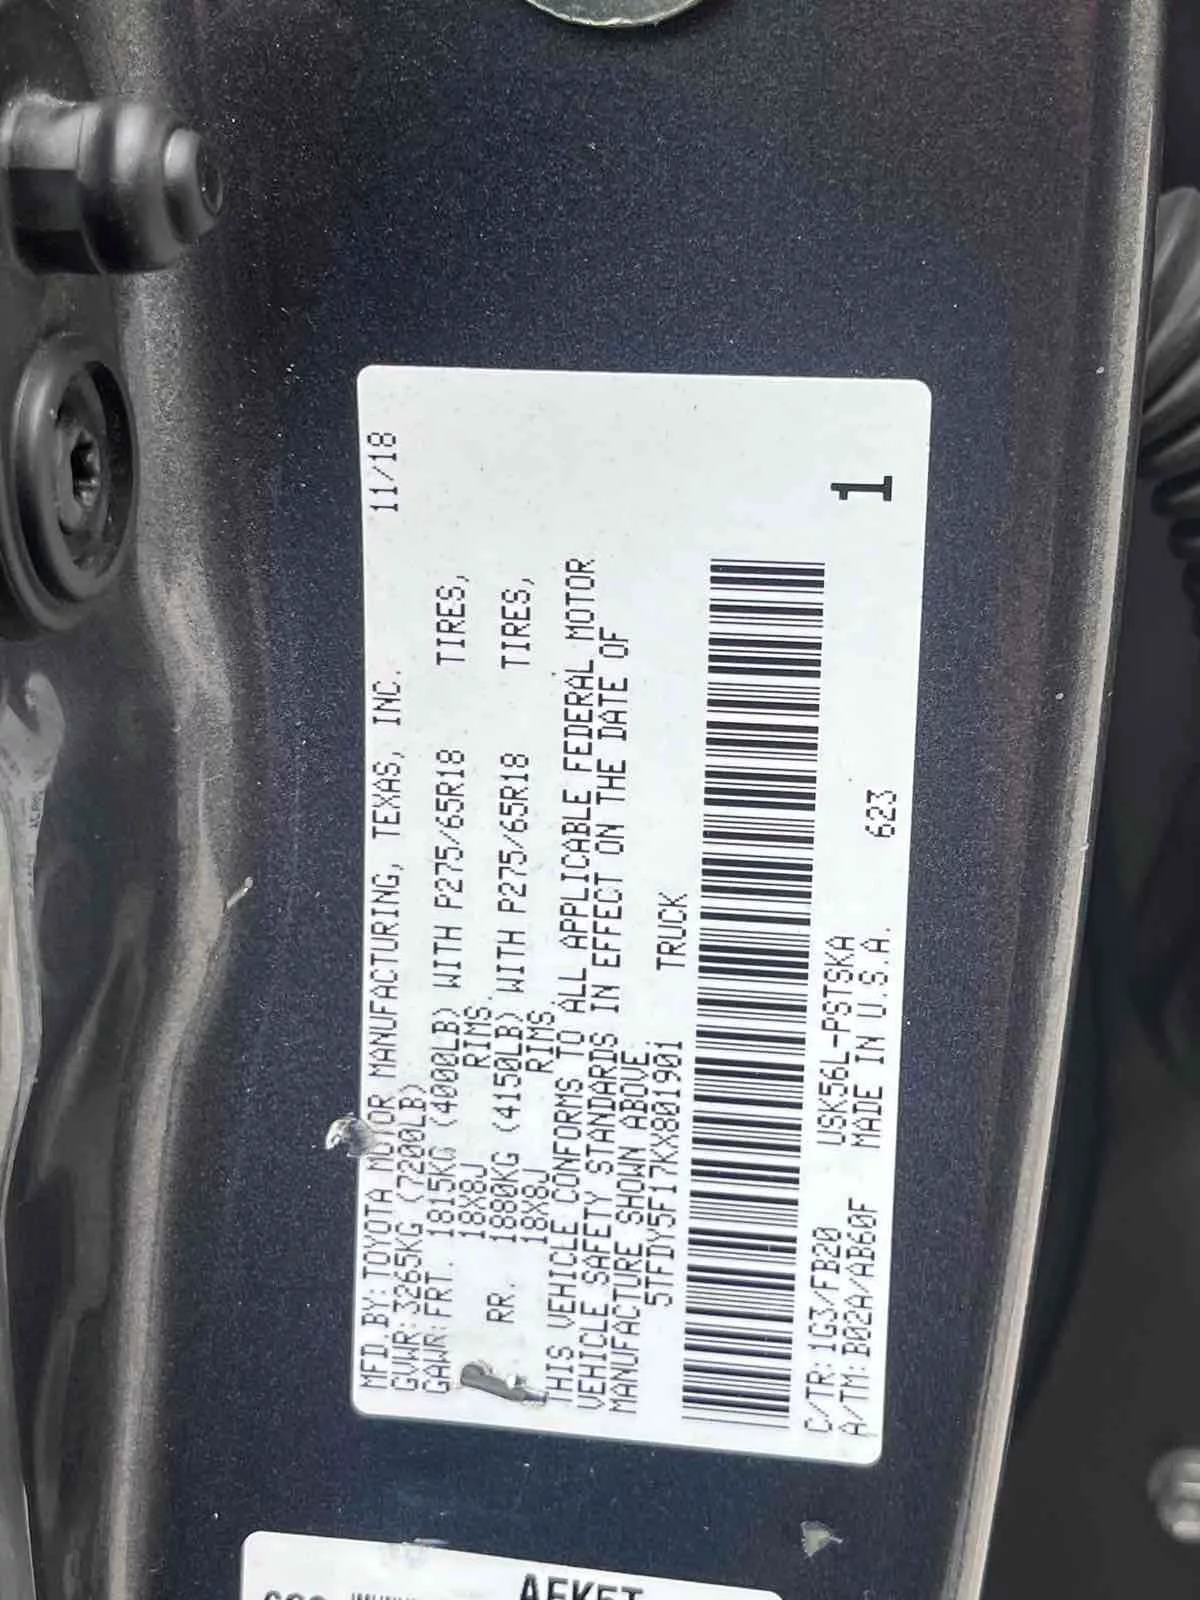 MFD.BY:TOYOTA MOTOR MANUFACTURING, TEXAS, INC. 11/18
GVWR:3265KG(7200LB)
GAWR:FRT. 1815KG (4000LB) WITH P275/65R18 TIRES,
18X8J RIMS.
RR. 1880KG (4150LB) WITH P275/65R18 TIRES,
18X8J RIMS.
THIS VEHICLE CONFORMS TO ALL APPLICABLE FEDERAL MOTOR
VEHICLE SAFETY STANDARDS IN EFFECT ON THE DATE OF
MANUFACTURE SHOWN ABOVE.
5TFDY5F17KX801901 TRUCK
C/TR:1G3/FB20 USK56L-PSTSKA 623 1
A/TM:B02A/AB60F MADE IN U.S.A.